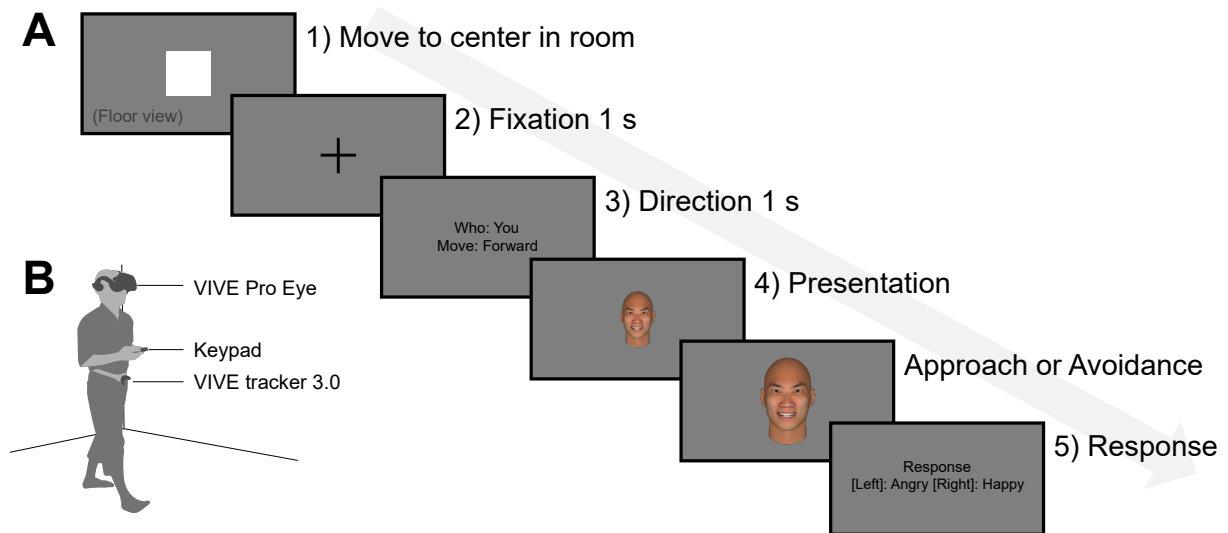 A
1) Move to center in room
(Floor view)
2) Fixation 1 s
3) Direction 1 s
Who: You
Move: Forward
4) Presentation
Approach or Avoidance
5) Response
Response
[Left]: Angry [Right]: Happy
B
VIVE Pro Eye
Keypad
VIVE tracker 3.0